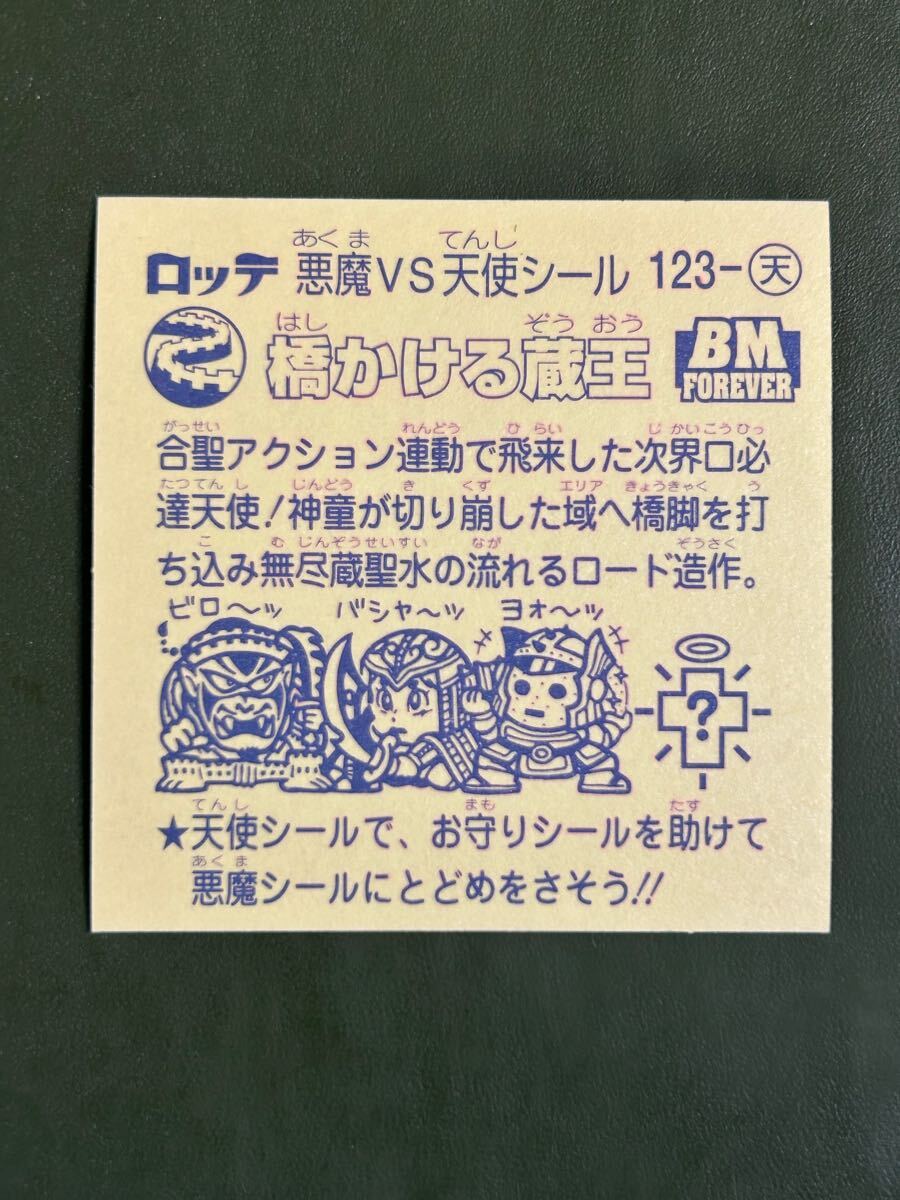 ロッテ 悪魔VS天使シール 123-天
あくま てんし
はし ぞうおう
橋かける蔵王
BM
FOREVER
がっせい れんどう ひらい じかいこうひっ
合聖アクション連動で飛来した次界口必
たつてんし じんどう き くず エリア きょうきゃく う
達天使!神童が切り崩した域へ橋脚を打
こ むじんぞうせいすい なが ぞうさく
ち込み無尽蔵聖水の流れるロード造作。
ビロ〜ッ バシャ〜ッ ヨォ〜ッ
?
てんし まも たす
★天使シールで、お守りシールを助けて
あくま
悪魔シールにとどめをさそう!!